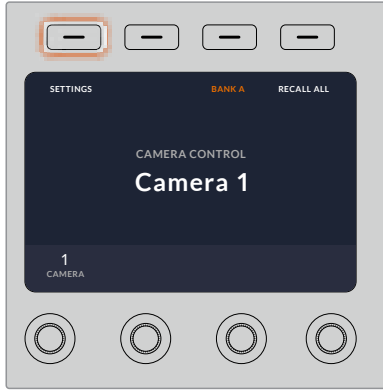 SETTINGS BANK A RECALL ALL
CAMERA CONTROL
Camera 1
1
CAMERA